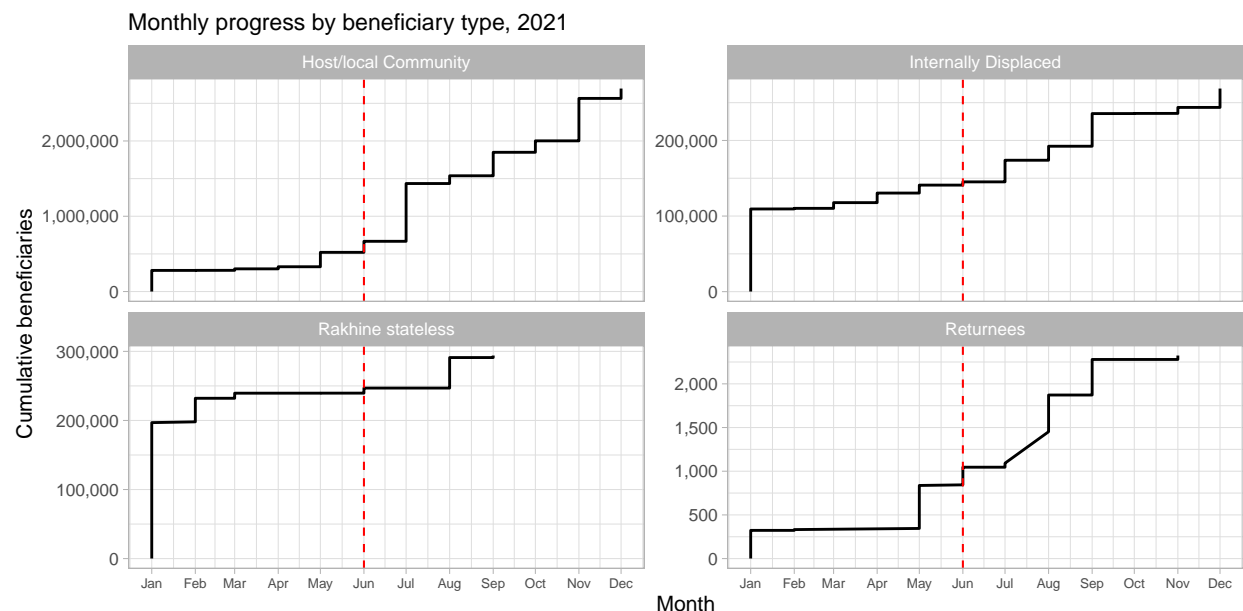 Monthly progress by beneficiary type, 2021
Host/local Community
Internally Displaced
2,000,000
1,000,000
0
200,000
100,000
0
Cumulative beneficiaries
Rakhine stateless
Returnees
300,000
200,000
100,000
0
2,000
1,500
1,000
500
0
Jan Feb Mar Apr May Jun Jul Aug Sep Oct Nov Dec
Jan Feb Mar Apr May Jun Jul Aug Sep Oct Nov Dec
Month